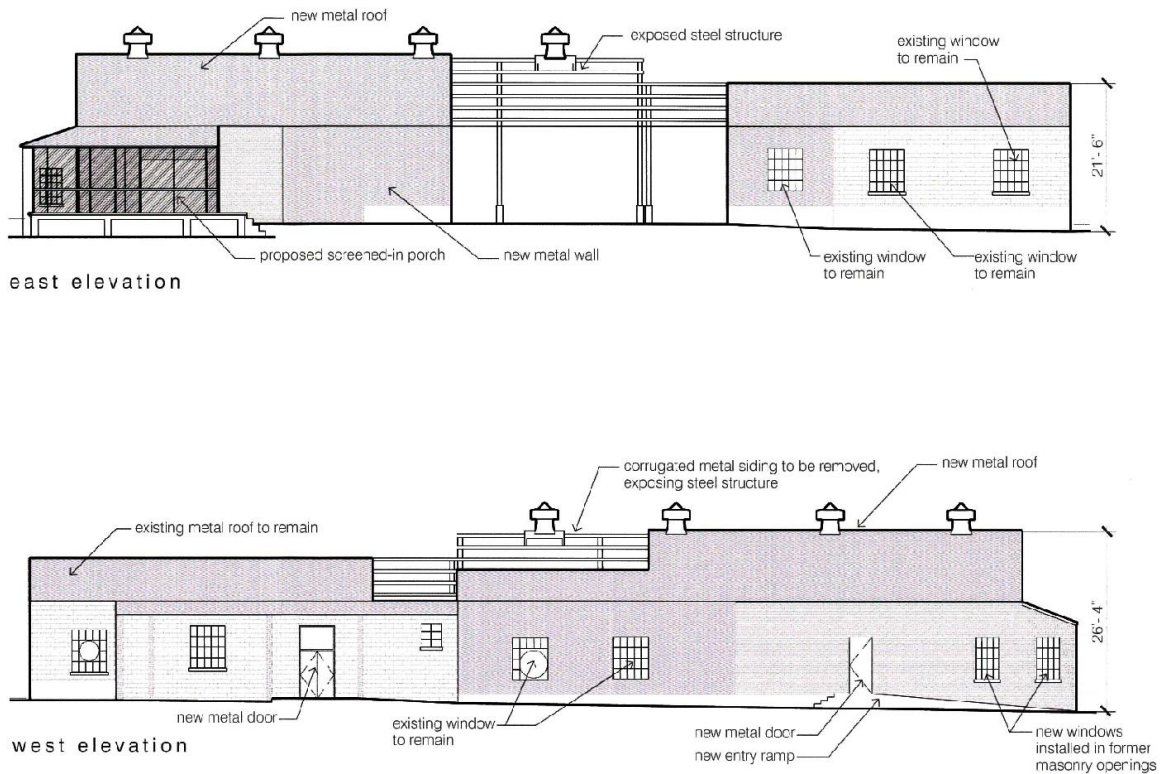 new metal roof
exposed steel structure
existing window
to remain
21'- 6"
proposed screened-in porch
new metal wall
existing window
to remain
existing window
to remain
east elevation
corrugated metal siding to be removed,
exposing steel structure
new metal roof
existing metal roof to remain
26'- 4"
new metal door
existing window
to remain
new metal door
new entry ramp
new windows
installed in former
masonry openings
west elevation